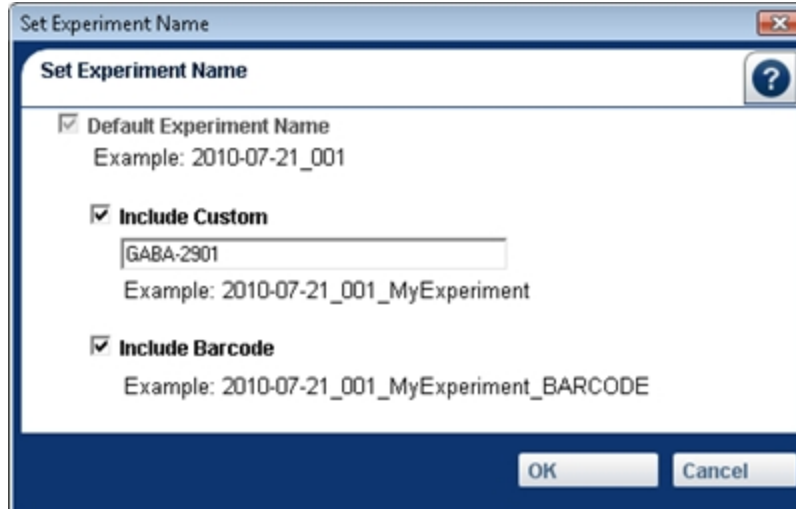 Set Experiment Name
Set Experiment Name
?
Default Experiment Name
Example: 2010-07-21_001
Include Custom
GABA-2901
Example: 2010-07-21_001_MyExperiment
Include Barcode
Example: 2010-07-21_001_MyExperiment_BARCODE
OK Cancel